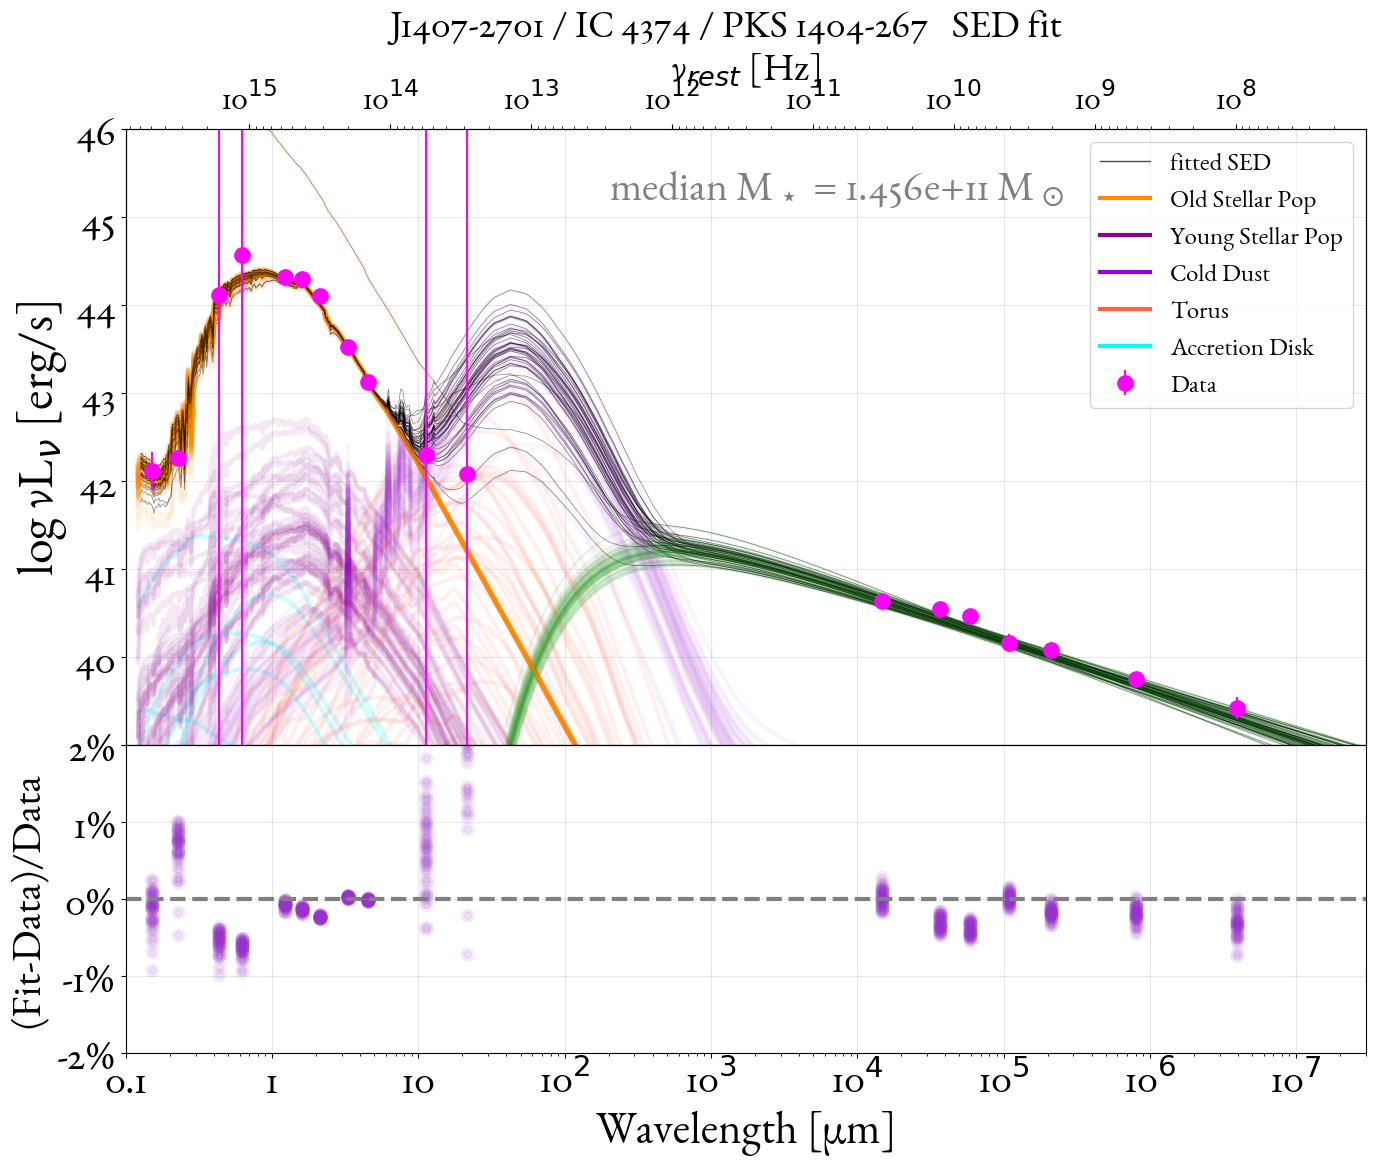 J1407-2701 / IC 4374 / PKS 1404-267 SED fit
νrest [Hz]
10^15 10^14 10^13 10^12 10^11 10^10 10^9 10^8
46
45
44
43
42
41
40
log νLν [erg/s]
median M⋆ = 1.456e+11 M⊙
fitted SED
Old Stellar Pop
Young Stellar Pop
Cold Dust
Torus
Accretion Disk
Data
2%
1%
0%
-1%
-2%
(Fit-Data)/Data
0.1 1 10 10^2 10^3 10^4 10^5 10^6 10^7
Wavelength [μm]